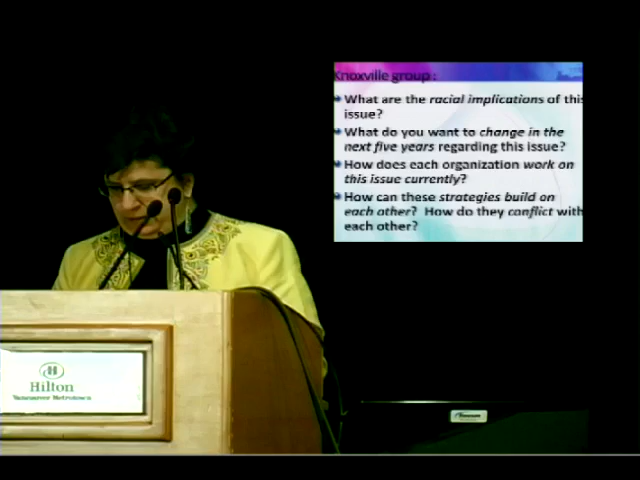 Knoxville group:
What are the racial implications of this
issue?
What do you want to change in the
next five years regarding this issue?
How does each organization work on
this issue currently?
How can these strategies build on
each other? How do they conflict with
each other?
H
Hilton
Vancouver Metrotown